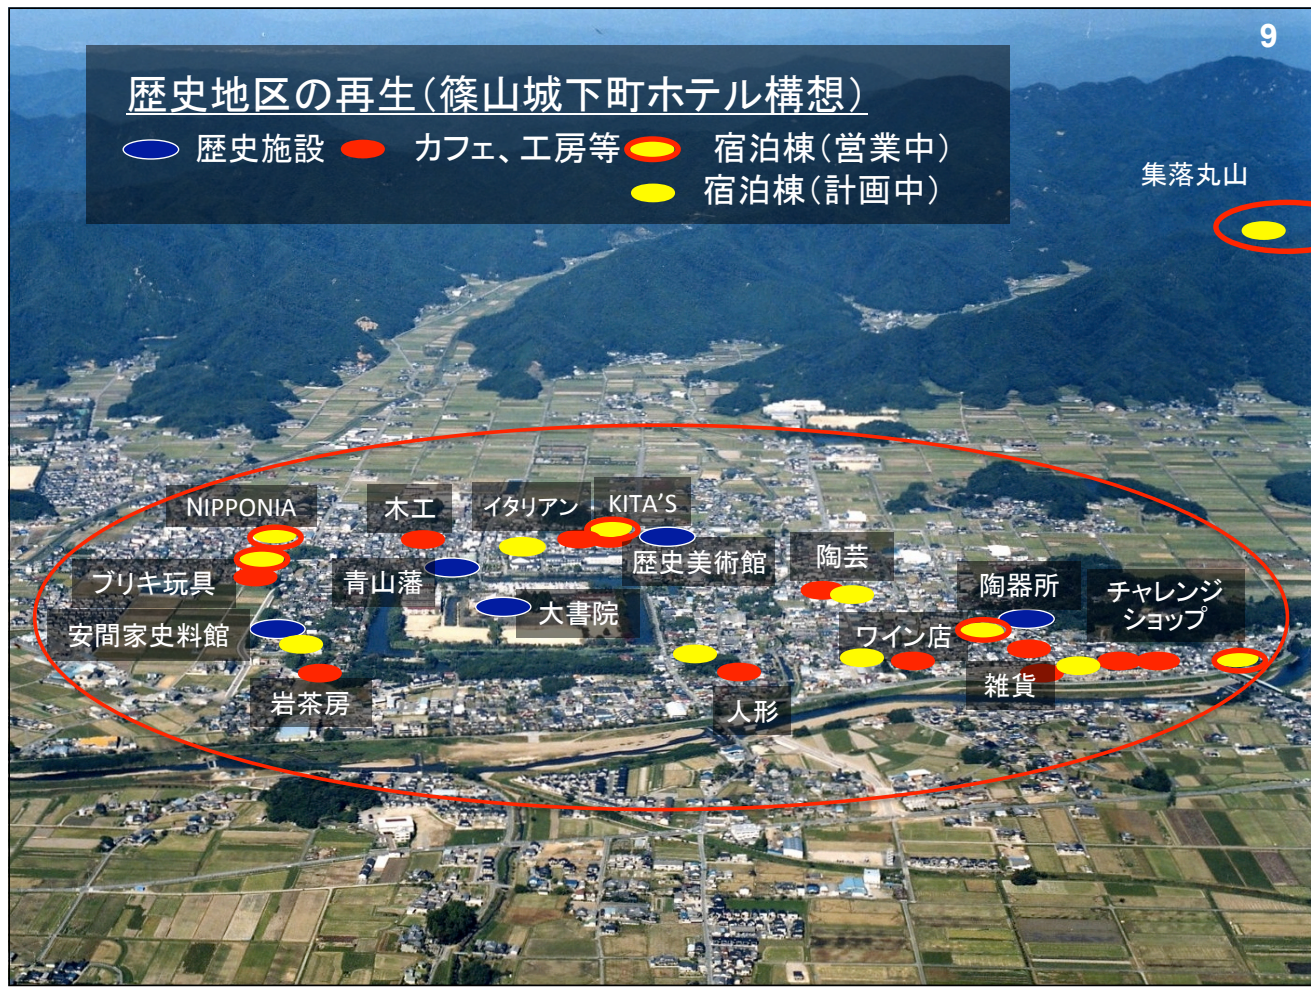 9
歴史地区の再生（篠山城下町ホテル構想）
歴史施設 カフェ、工房等 宿泊棟（営業中）
宿泊棟（計画中）
集落丸山
NIPPONIA
木工
イタリアン
KITA'S
歴史美術館
陶芸
ブリキ玩具
青山藩
陶器所
チャレンジ
ショップ
安間家史料館
大書院
ワイン店
岩茶房
人形
雑貨